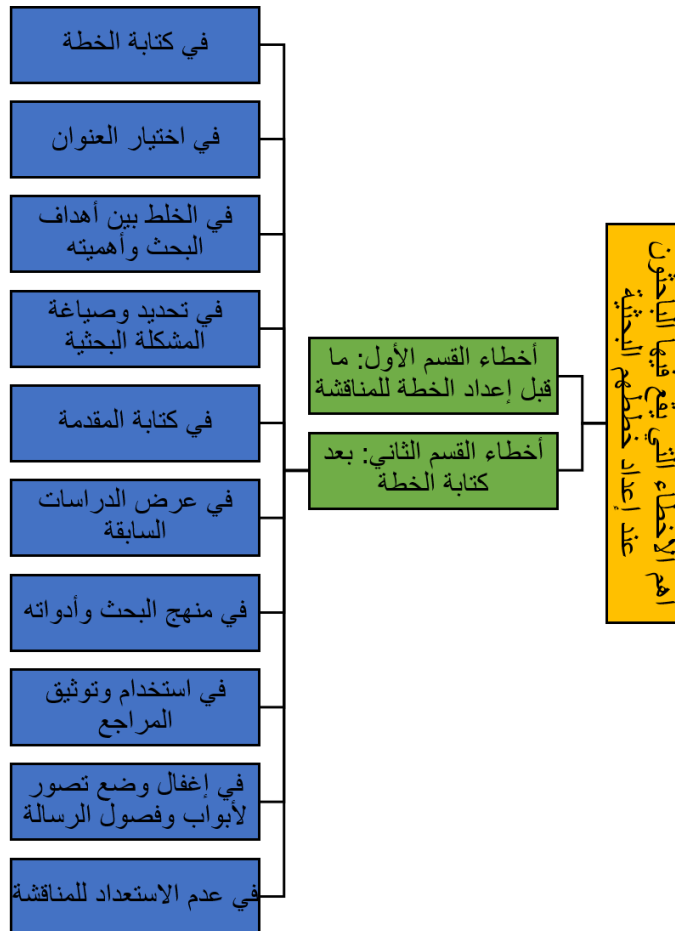 اهم الأخطاء التي يقع فيها الباحثون
عند إعداد خططهم البحثية
أخطاء القسم الأول: ما
قبل إعداد الخطة للمناقشة
أخطاء القسم الثاني: بعد
كتابة الخطة
في كتابة الخطة
في اختيار العنوان
في الخلط بين أهداف
البحث وأهميته
في تحديد وصياغة
المشكلة البحثية
في كتابة المقدمة
في عرض الدراسات
السابقة
في منهج البحث وأدواته
في استخدام وتوثيق
المراجع
في إغفال وضع تصور
لأبواب وفصول الرسالة
في عدم الاستعداد للمناقشة